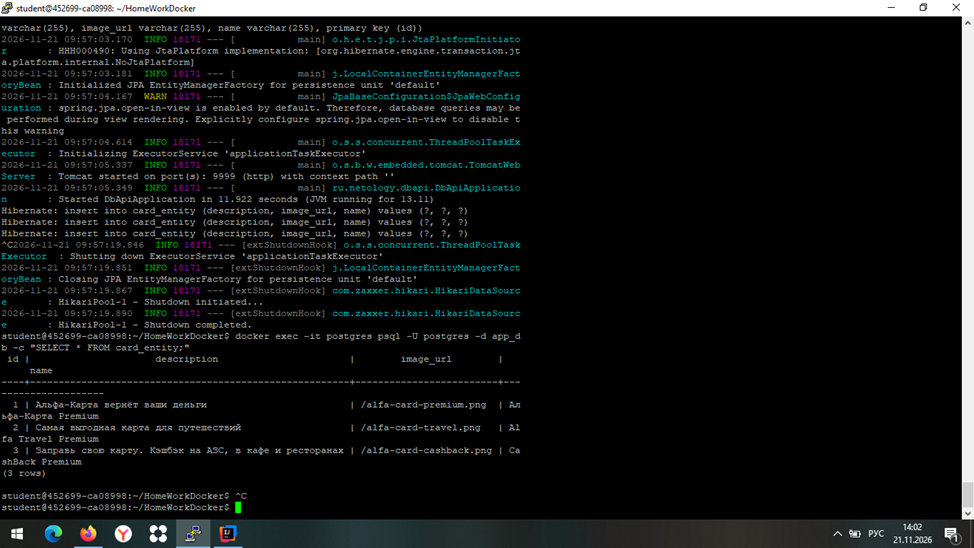 student@452699-ca08998: ~/HomeWorkDocker
varchar(255), image_url varchar(255), name varchar(255), primary key (id))
2026-11-21 09:57:03.170  INFO 18171 --- [           main] o.h.e.t.j.p.i.JtaPlatformInitiato
r       : HHH000490: Using JtaPlatform implementation: [org.hibernate.engine.transaction.jt
a.platform.internal.NoJtaPlatform]
2026-11-21 09:57:03.181  INFO 18171 --- [           main] j.LocalContainerEntityManagerFact
oryBean : Initialized JPA EntityManagerFactory for persistence unit 'default'
2026-11-21 09:57:04.167  WARN 18171 --- [           main] JpaBaseConfiguration$JpaWebConfig
uration : spring.jpa.open-in-view is enabled by default. Therefore, database queries may be
 performed during view rendering. Explicitly configure spring.jpa.open-in-view to disable t
his warning
2026-11-21 09:57:04.614  INFO 18171 --- [           main] o.s.s.concurrent.ThreadPoolTaskEx
ecutor  : Initializing ExecutorService 'applicationTaskExecutor'
2026-11-21 09:57:05.337  INFO 18171 --- [           main] o.s.b.w.embedded.tomcat.TomcatWeb
Server  : Tomcat started on port(s): 9999 (http) with context path ''
2026-11-21 09:57:05.349  INFO 18171 --- [           main] ru.netology.dbapi.DbApiApplicatio
n       : Started DbApiApplication in 11.922 seconds (JVM running for 13.11)
Hibernate: insert into card_entity (description, image_url, name) values (?, ?, ?)
Hibernate: insert into card_entity (description, image_url, name) values (?, ?, ?)
Hibernate: insert into card_entity (description, image_url, name) values (?, ?, ?)
^C2026-11-21 09:57:19.846  INFO 18171 --- [extShutdownHook] o.s.s.concurrent.ThreadPoolTask
Executor  : Shutting down ExecutorService 'applicationTaskExecutor'
2026-11-21 09:57:19.851  INFO 18171 --- [extShutdownHook] j.LocalContainerEntityManagerFact
oryBean : Closing JPA EntityManagerFactory for persistence unit 'default'
2026-11-21 09:57:19.867  INFO 18171 --- [extShutdownHook] com.zaxxer.hikari.HikariDataSourc
e       : HikariPool-1 - Shutdown initiated...
2026-11-21 09:57:19.890  INFO 18171 --- [extShutdownHook] com.zaxxer.hikari.HikariDataSourc
e       : HikariPool-1 - Shutdown completed.
student@452699-ca08998:~/HomeWorkDocker$ docker exec -it postgres psql -U postgres -d app_d
b -c "SELECT * FROM card_entity;"
 id |                      description                      |        image_url        |
     name
----+-------------------------------------------------------+-------------------------+---
------------------
  1 | Альфа-Карта вернёт ваши деньги                        | /alfa-card-premium.png  | Ал
ьфа-Карта Premium
  2 | Самая выгодная карта для путешествий                  | /alfa-card-travel.png   | Al
fa Travel Premium
  3 | Заправь свою карту. Кэшбэк на АЗС, в кафе и ресторанах | /alfa-card-cashback.png | Ca
shBack Premium
(3 rows)
student@452699-ca08998:~/HomeWorkDocker$ ^C
student@452699-ca08998:~/HomeWorkDocker$
РУС
14:02
21.11.2026
1